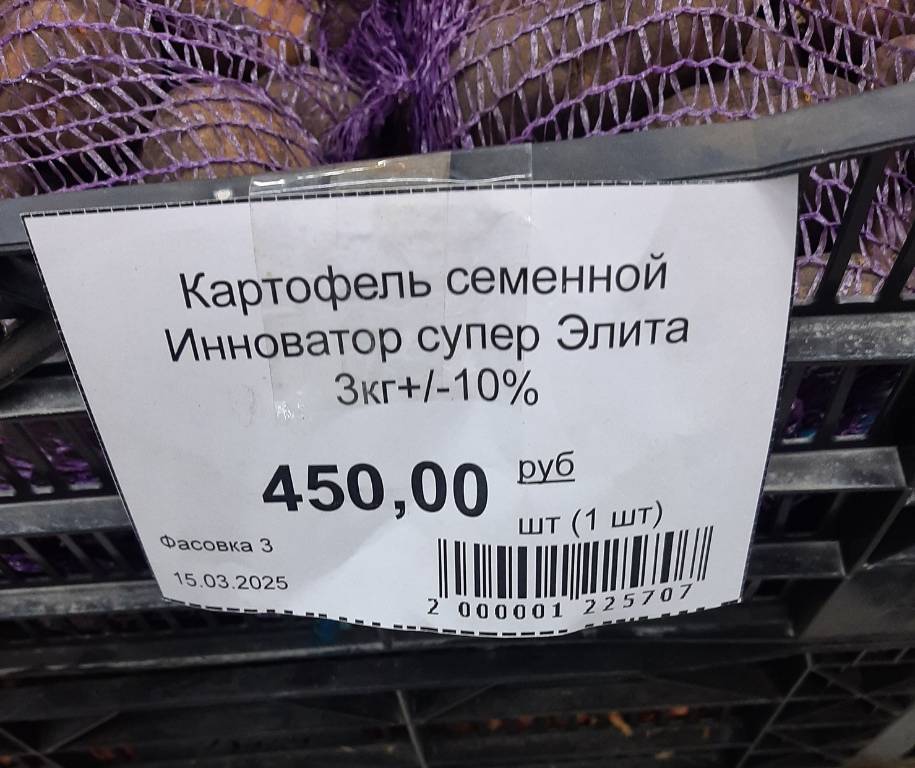 Картофель семенной
Инноватор супер Элита
3кг+/-10%
450,00 руб
шт (1 шт)
Фасовка 3
15.03.2025
2 000001 225707